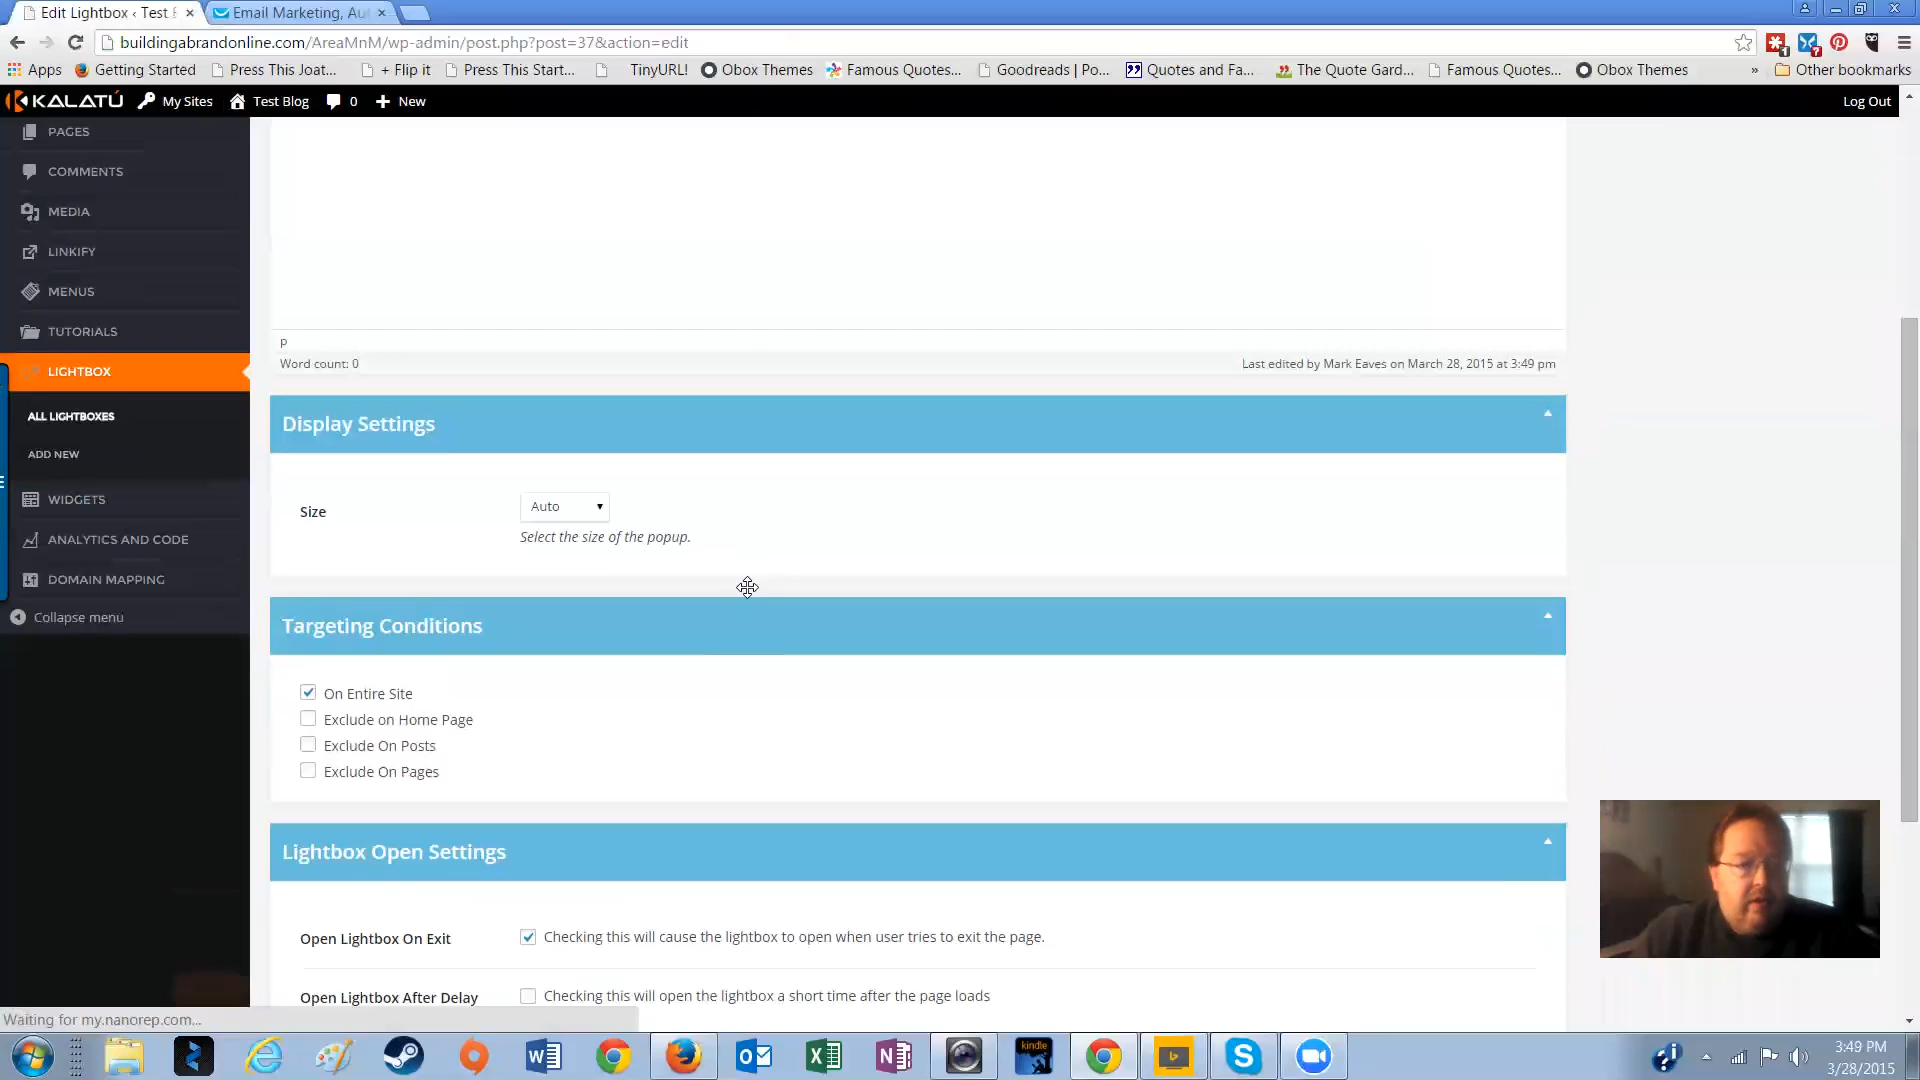 Edit Lightbox ‹ Test
Email Marketing, Au
buildingabrandonline.com/AreaMnM/wp-admin/post.php?post=37&action=edit
Apps Getting Started Press This Joat... + Flip it Press This Start... TinyURL! Obox Themes Famous Quotes... Goodreads | Po... Quotes and Fa... The Quote Gard... Famous Quotes... Obox Themes » Other bookmarks
KALATÚ My Sites Test Blog 0 New Log Out
PAGES
COMMENTS
MEDIA
LINKIFY
MENUS
TUTORIALS
LIGHTBOX
ALL LIGHTBOXES
ADD NEW
WIDGETS
ANALYTICS AND CODE
DOMAIN MAPPING
Collapse menu
p
Word count: 0
Last edited by Mark Eaves on March 28, 2015 at 3:49 pm
Display Settings
Size Auto
Select the size of the popup.
Targeting Conditions
On Entire Site
Exclude on Home Page
Exclude On Posts
Exclude On Pages
Lightbox Open Settings
Open Lightbox On Exit Checking this will cause the lightbox to open when user tries to exit the page.
Open Lightbox After Delay Checking this will open the lightbox a short time after the page loads
Waiting for my.nanorep.com...
kindle
3:49 PM
3/28/2015